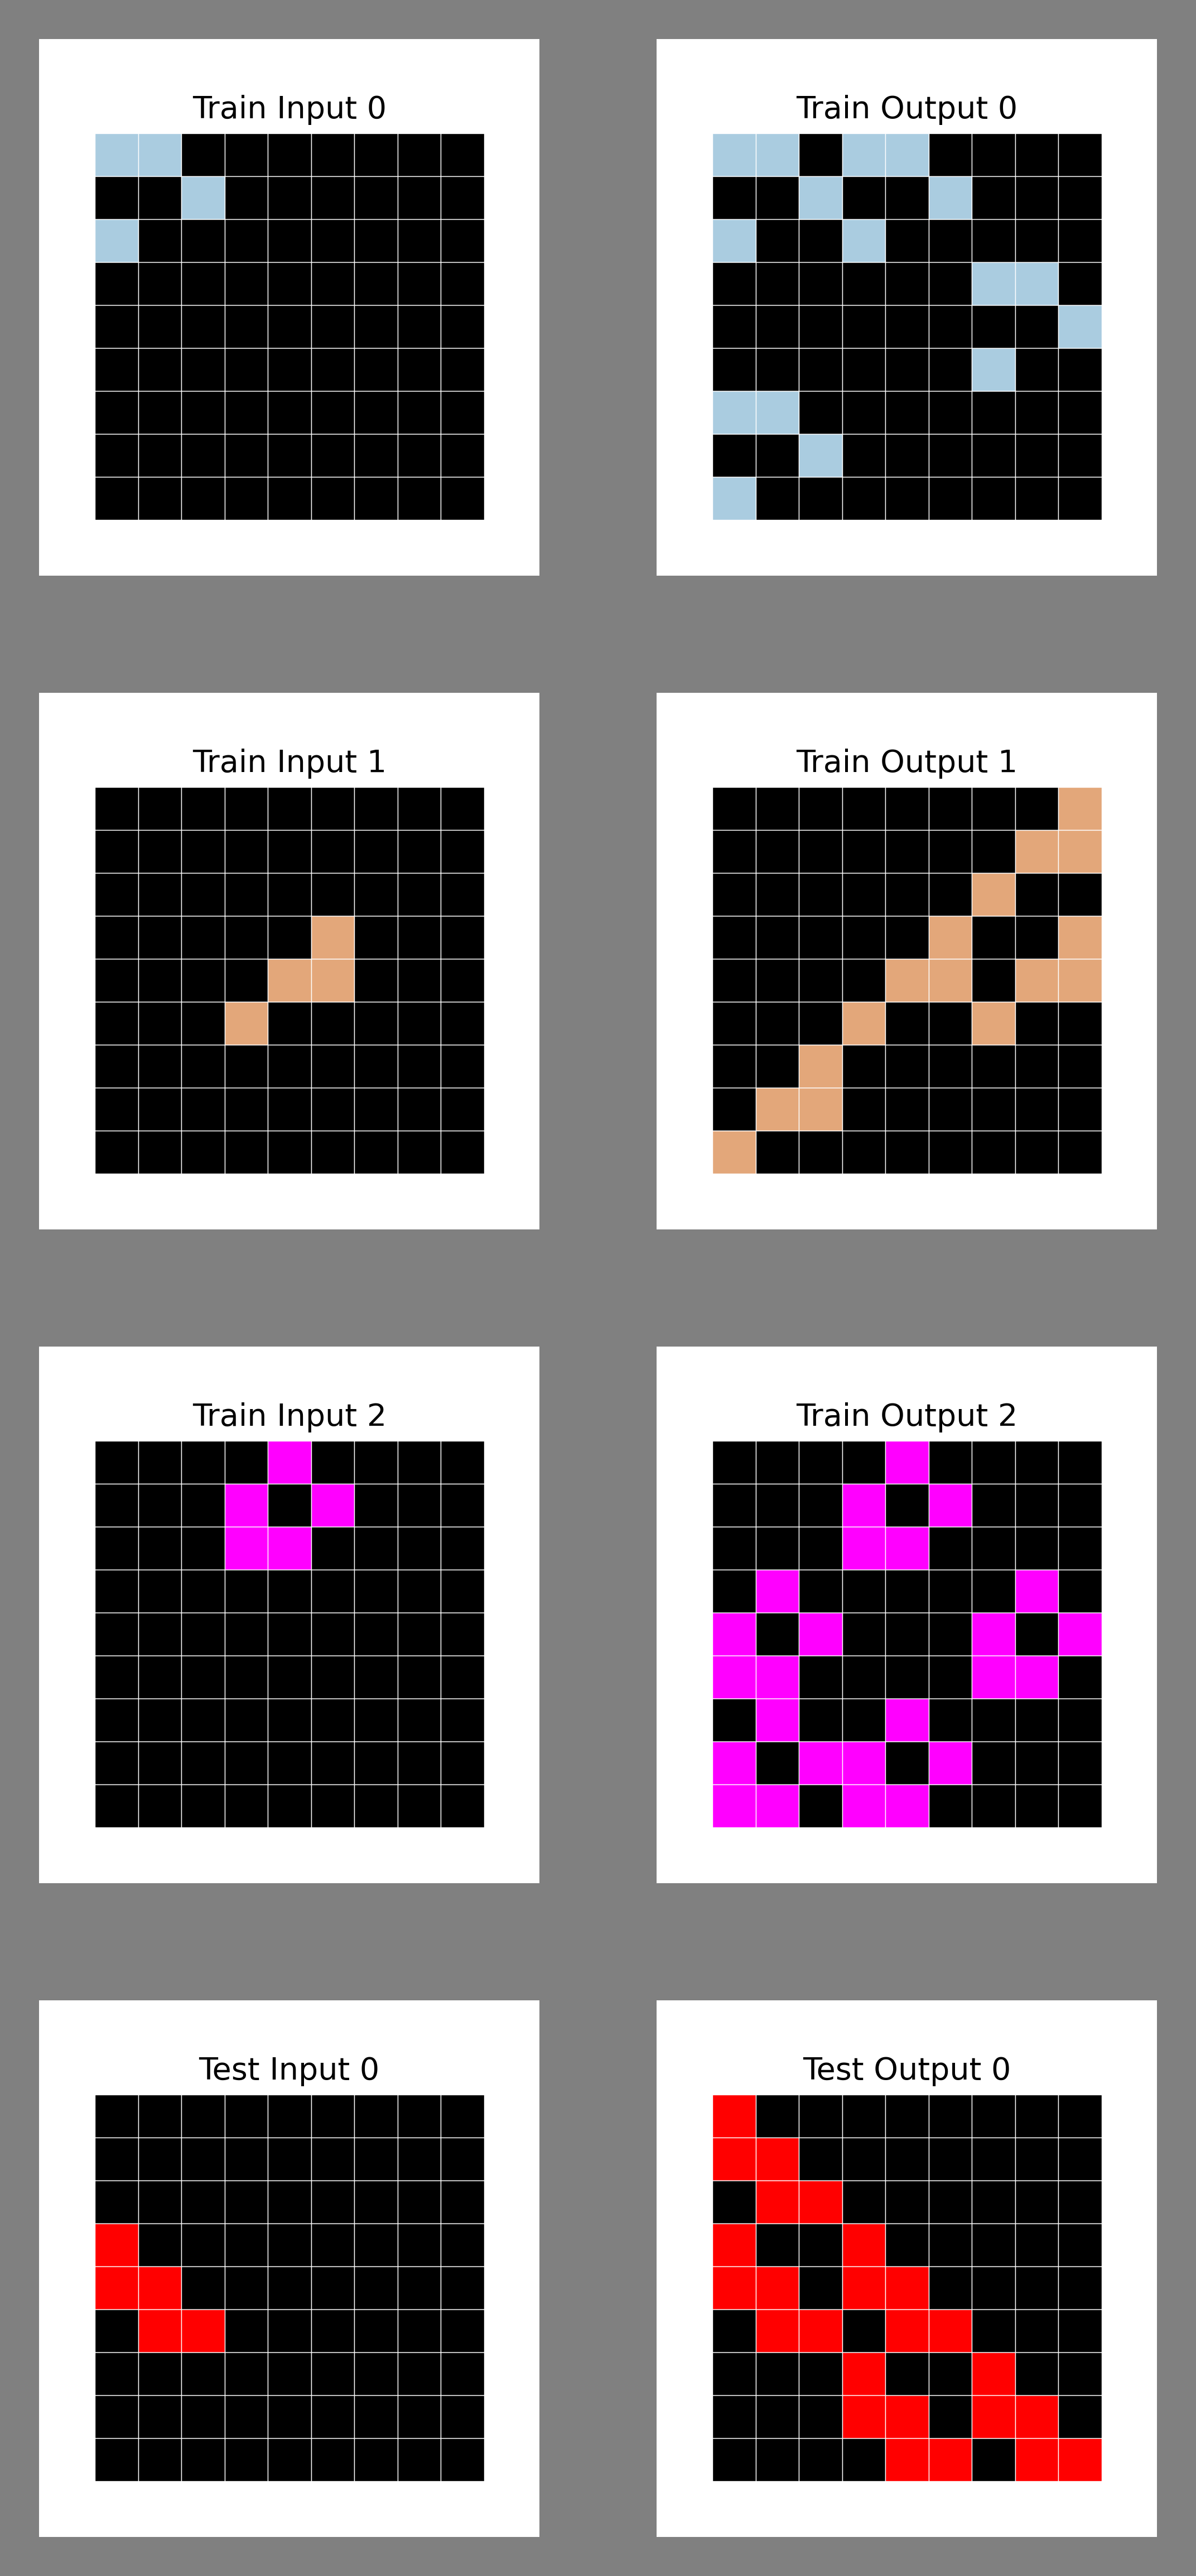 Train Input 0
Train Output 0
Train Input 1
Train Output 1
Train Input 2
Train Output 2
Test Input 0
Test Output 0